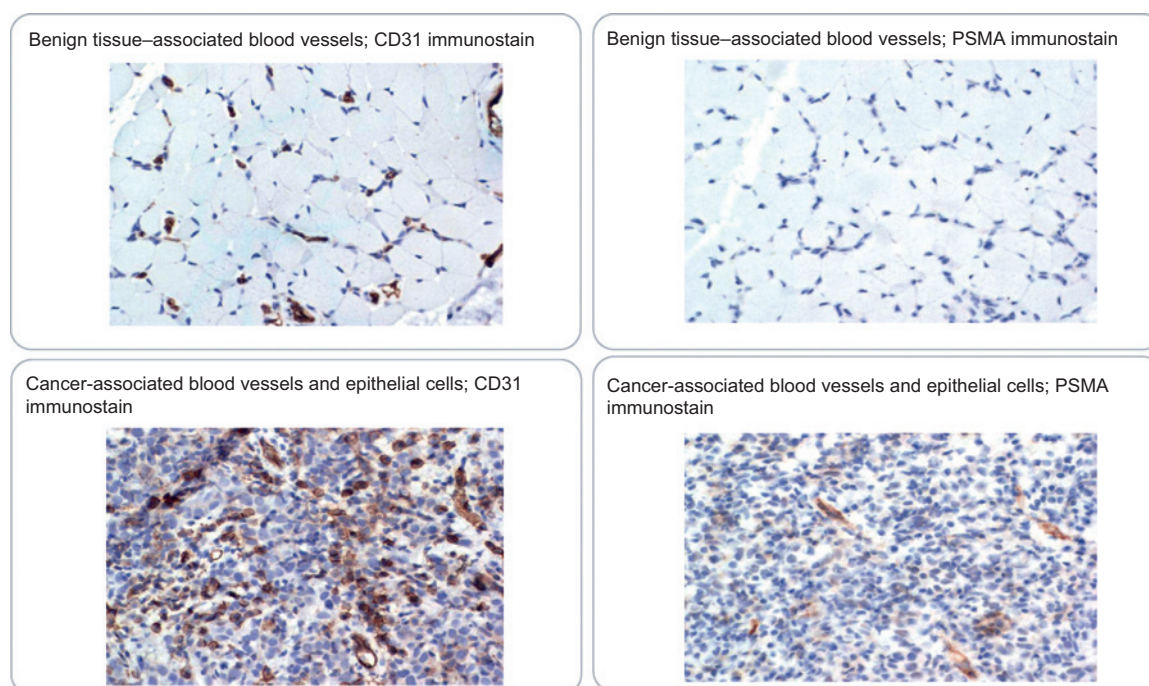 Benign tissue–associated blood vessels; CD31 immunostain
Benign tissue–associated blood vessels; PSMA immunostain
Cancer-associated blood vessels and epithelial cells; CD31
immunostain
Cancer-associated blood vessels and epithelial cells; PSMA
immunostain